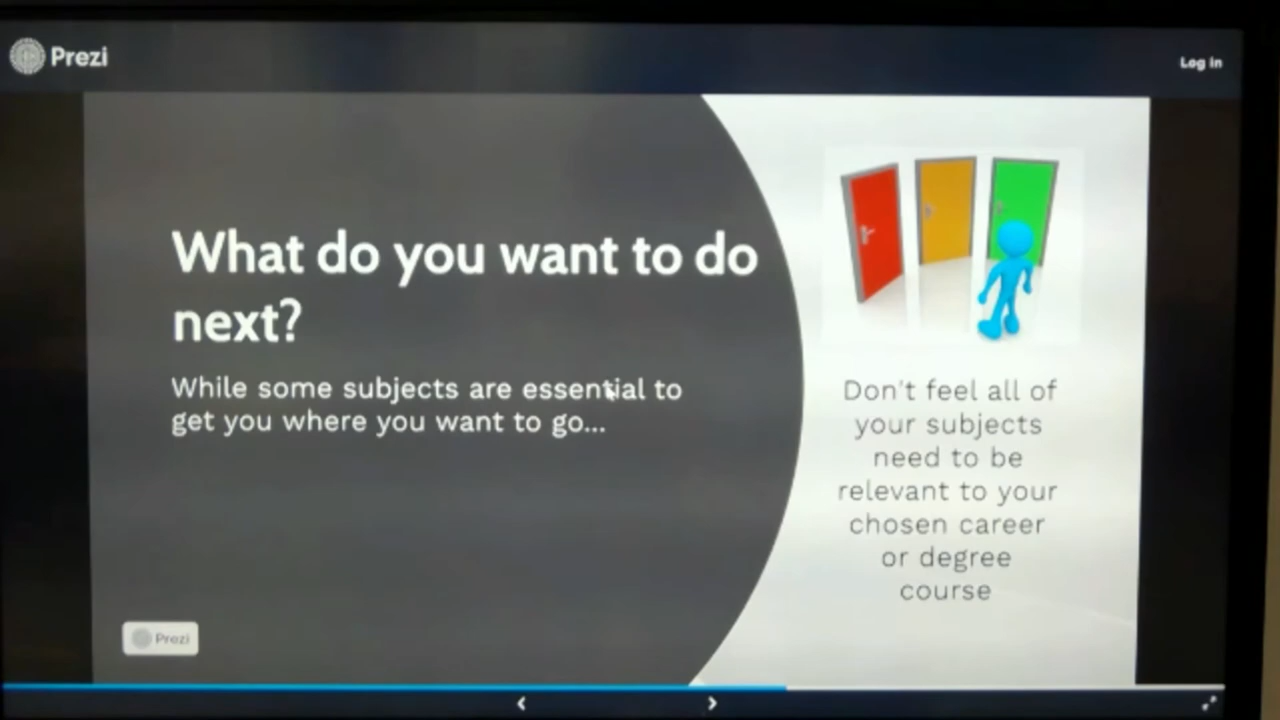 Prezi
Log in
What do you want to do
next?
While some subjects are essential to
get you where you want to go...
Don't feel all of
your subjects
need to be
relevant to your
chosen career
or degree
course
Prezi